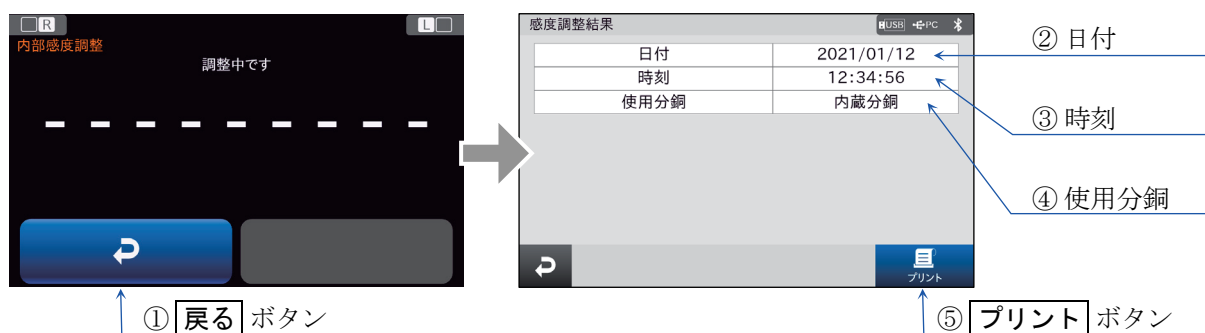 R
L
内部感度調整
調整中です
① 戻る ボタン
感度調整結果
USB PC
日付 2021/01/12
時刻 12:34:56
使用分銅 内蔵分銅
プリント
② 日付
③ 時刻
④ 使用分銅
⑤ プリント ボタン